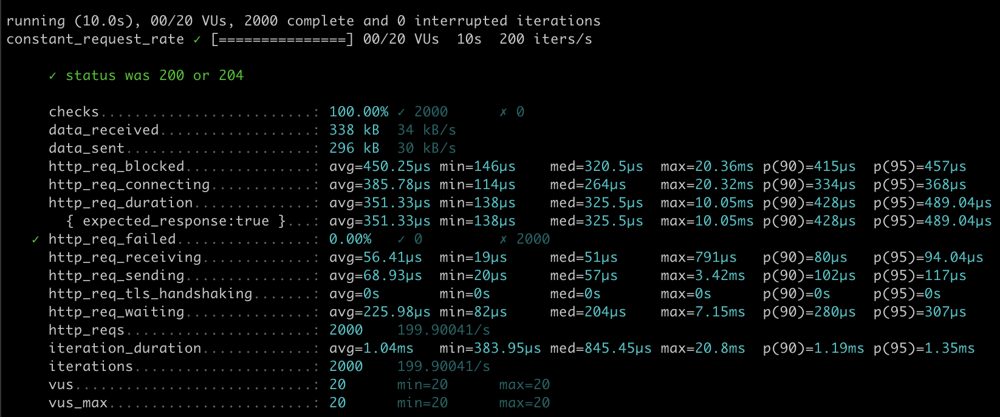 running (10.0s), 00/20 VUs, 2000 complete and 0 interrupted iterations
constant_request_rate ✓ [===============] 00/20 VUs  10s  200 iters/s
✓ status was 200 or 204
checks.........................: 100.00% ✓ 2000      ✗ 0
data_received..................: 338 kB  34 kB/s
data_sent......................: 296 kB  30 kB/s
http_req_blocked...............: avg=450.25µs min=146µs    med=320.5µs  max=20.36ms p(90)=415µs  p(95)=457µs
http_req_connecting............: avg=385.78µs min=114µs    med=264µs    max=20.32ms p(90)=334µs  p(95)=368µs
http_req_duration..............: avg=351.33µs min=138µs    med=325.5µs  max=10.05ms p(90)=428µs  p(95)=489.04µs
{ expected_response:true }...: avg=351.33µs min=138µs    med=325.5µs  max=10.05ms p(90)=428µs  p(95)=489.04µs
✓ http_req_failed................: 0.00%   ✓ 0         ✗ 2000
http_req_receiving.............: avg=56.41µs  min=19µs     med=51µs     max=791µs   p(90)=80µs   p(95)=94.04µs
http_req_sending...............: avg=68.93µs  min=20µs     med=57µs     max=3.42ms  p(90)=102µs  p(95)=117µs
http_req_tls_handshaking.......: avg=0s       min=0s       med=0s       max=0s      p(90)=0s     p(95)=0s
http_req_waiting...............: avg=225.98µs min=82µs     med=204µs    max=7.15ms  p(90)=280µs  p(95)=307µs
http_reqs......................: 2000    199.90041/s
iteration_duration.............: avg=1.04ms   min=383.95µs med=845.45µs max=20.8ms  p(90)=1.19ms p(95)=1.35ms
iterations.....................: 2000    199.90041/s
vus............................: 20      min=20      max=20
vus_max........................: 20      min=20      max=20